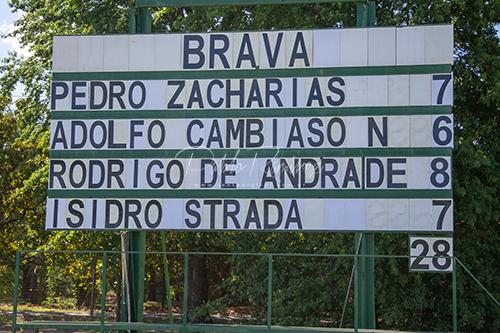 BRAVA
PEDRO ZACHARIAS 7
ADOLFO CAMBIASO N 6
RODRIGO DE ANDRADE 8
ISIDRO STRADA 7
28